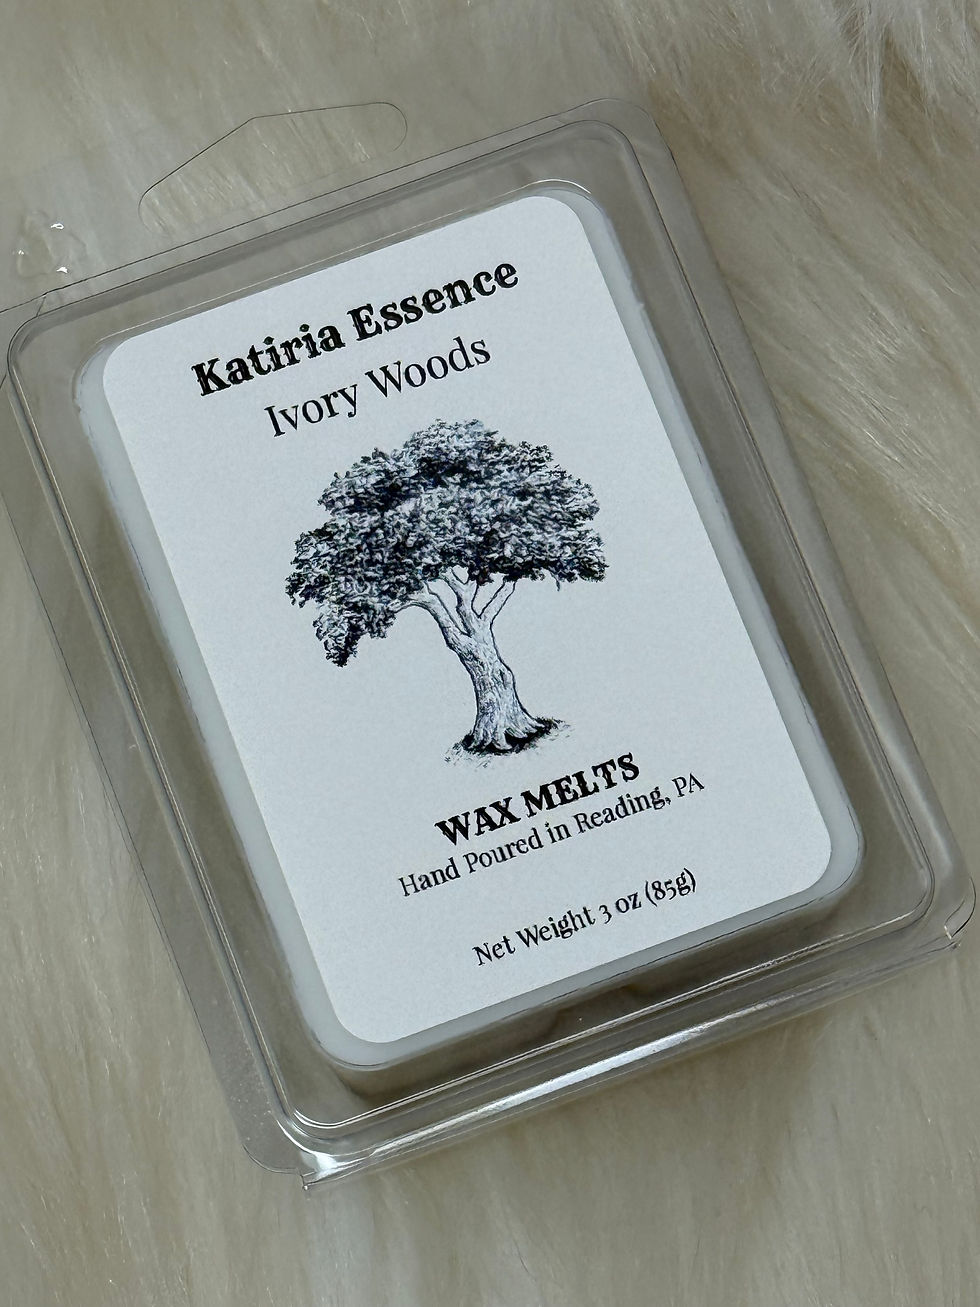 Katiria Essence
Ivory Woods
WAX MELTS
Hand Poured in Reading, PA
Net Weight 3 oz (85g)